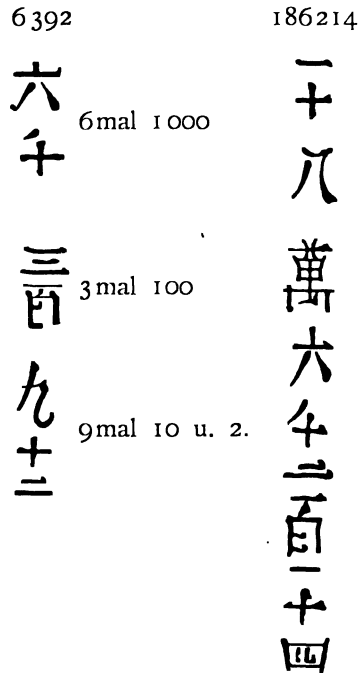 6392
六千
6mal 1000
三百
3mal 100
九十二
9mal 10 u. 2.
186214
一十八萬六千二百一十四